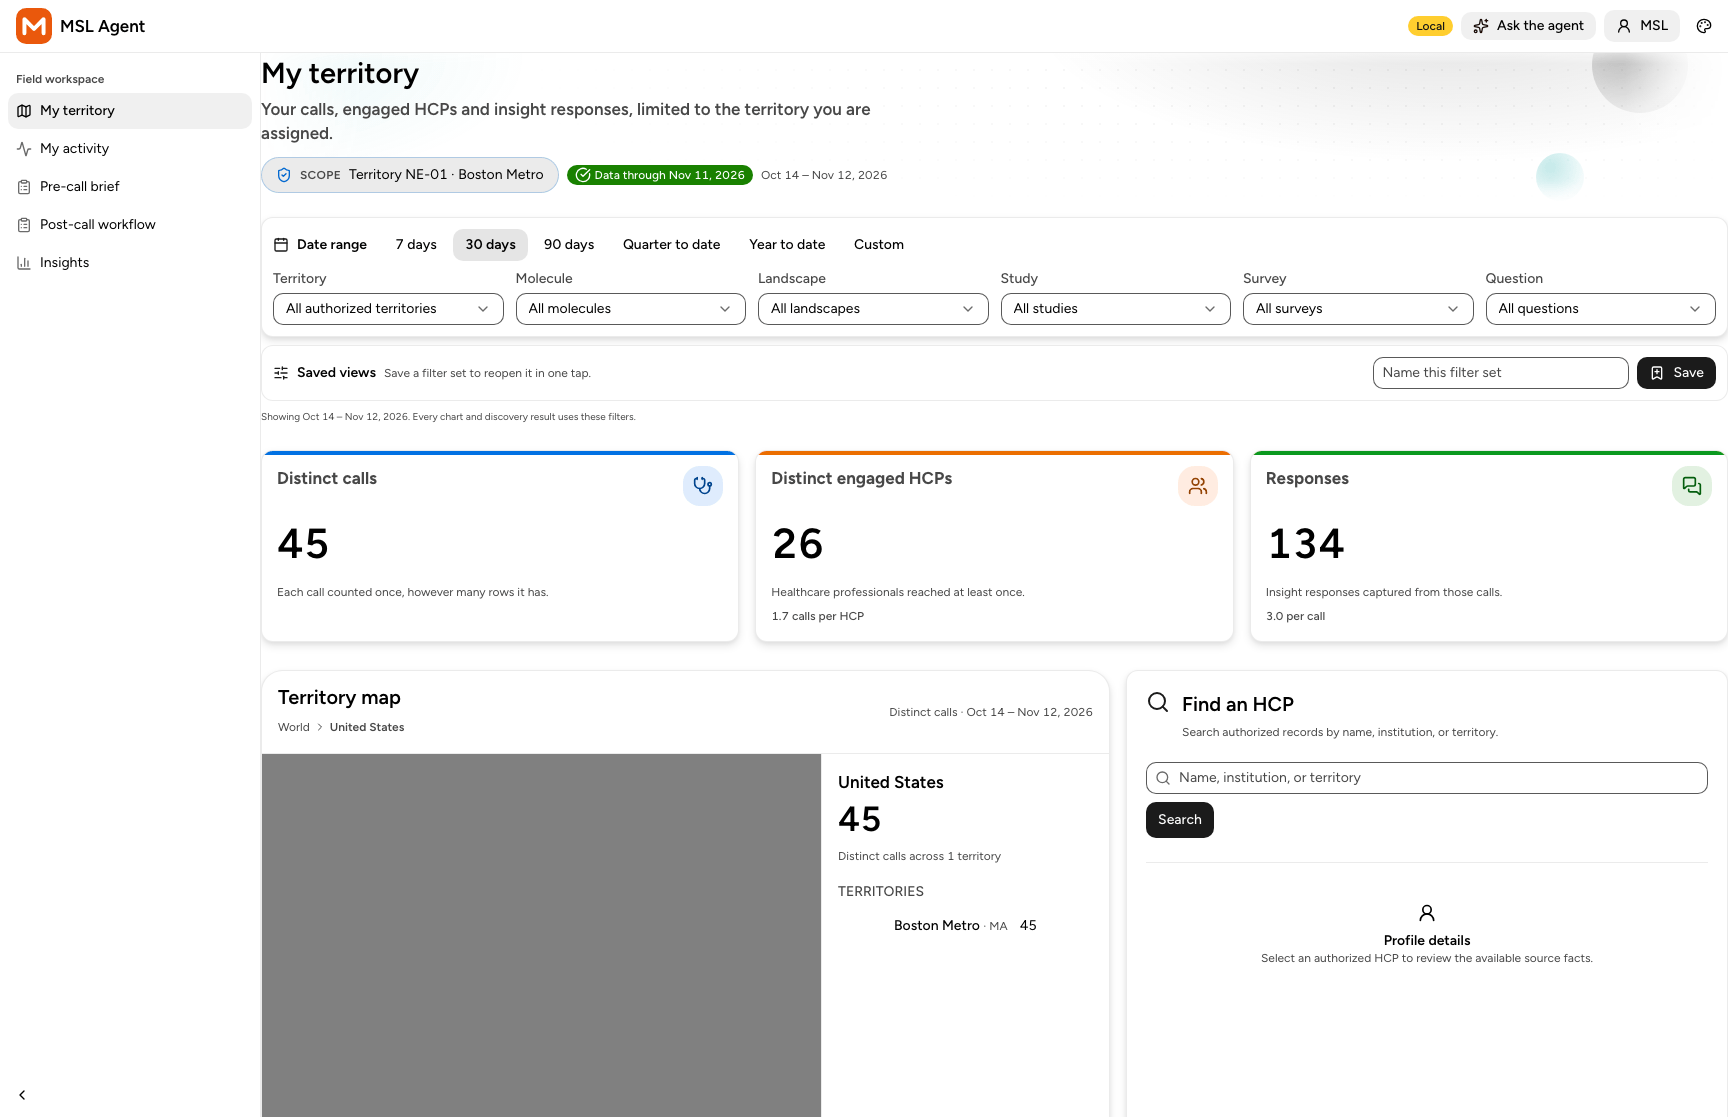 MSL Agent
Local
Ask the agent
MSL
Field workspace
My territory
My activity
Pre-call brief
Post-call workflow
Insights
My territory
Your calls, engaged HCPs and insight responses, limited to the territory you are
assigned.
SCOPE Territory NE-01 · Boston Metro
Data through Nov 11, 2026
Oct 14 – Nov 12, 2026
Date range
7 days
30 days
90 days
Quarter to date
Year to date
Custom
Territory
Molecule
Landscape
Study
Survey
Question
All authorized territories
All molecules
All landscapes
All studies
All surveys
All questions
Saved views
Save a filter set to reopen it in one tap.
Name this filter set
Save
Showing Oct 14 – Nov 12, 2026. Every chart and discovery result uses these filters.
Distinct calls
45
Each call counted once, however many rows it has.
Distinct engaged HCPs
26
Healthcare professionals reached at least once.
1.7 calls per HCP
Responses
134
Insight responses captured from those calls.
3.0 per call
Territory map
World > United States
Distinct calls · Oct 14 – Nov 12, 2026
United States
45
Distinct calls across 1 territory
TERRITORIES
Boston Metro · MA 45
Find an HCP
Search authorized records by name, institution, or territory.
Name, institution, or territory
Search
Profile details
Select an authorized HCP to review the available source facts.